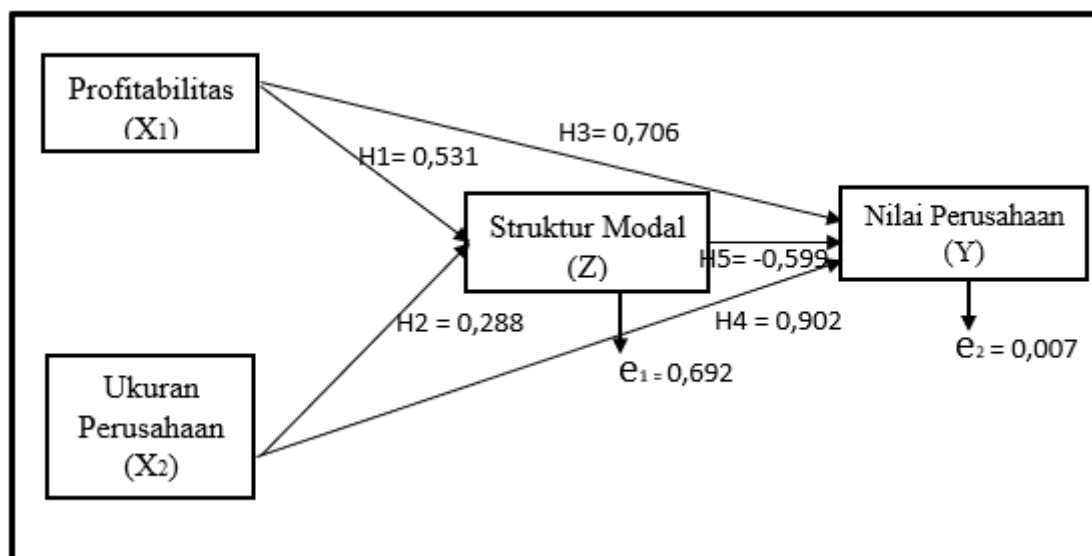 Profitabilitas
(X1)
H3= 0,706
H1= 0,531
Struktur Modal
(Z)
Nilai Perusahaan
(Y)
H5= -0,599
H2 = 0,288
H4 = 0,902
e1 = 0,692
e2 = 0,007
Ukuran
Perusahaan
(X2)